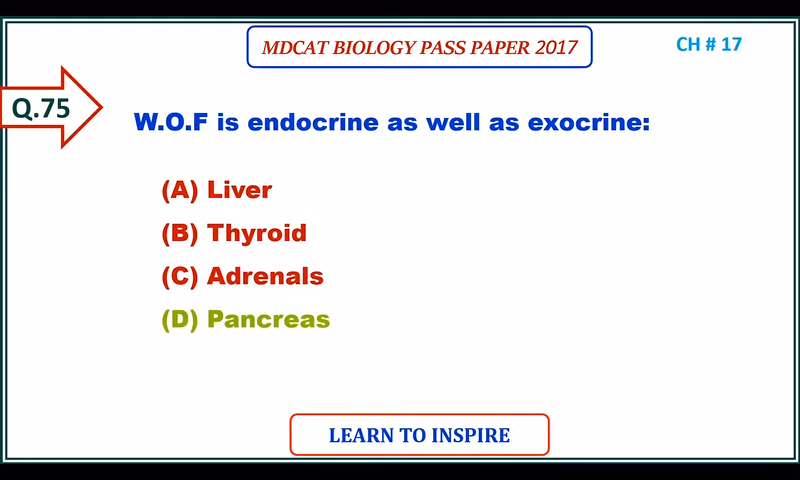 MDCAT BIOLOGY PASS PAPER 2017
CH # 17
Q.75
W.O.F is endocrine as well as exocrine:
(A) Liver
(B) Thyroid
(C) Adrenals
(D) Pancreas
LEARN TO INSPIRE